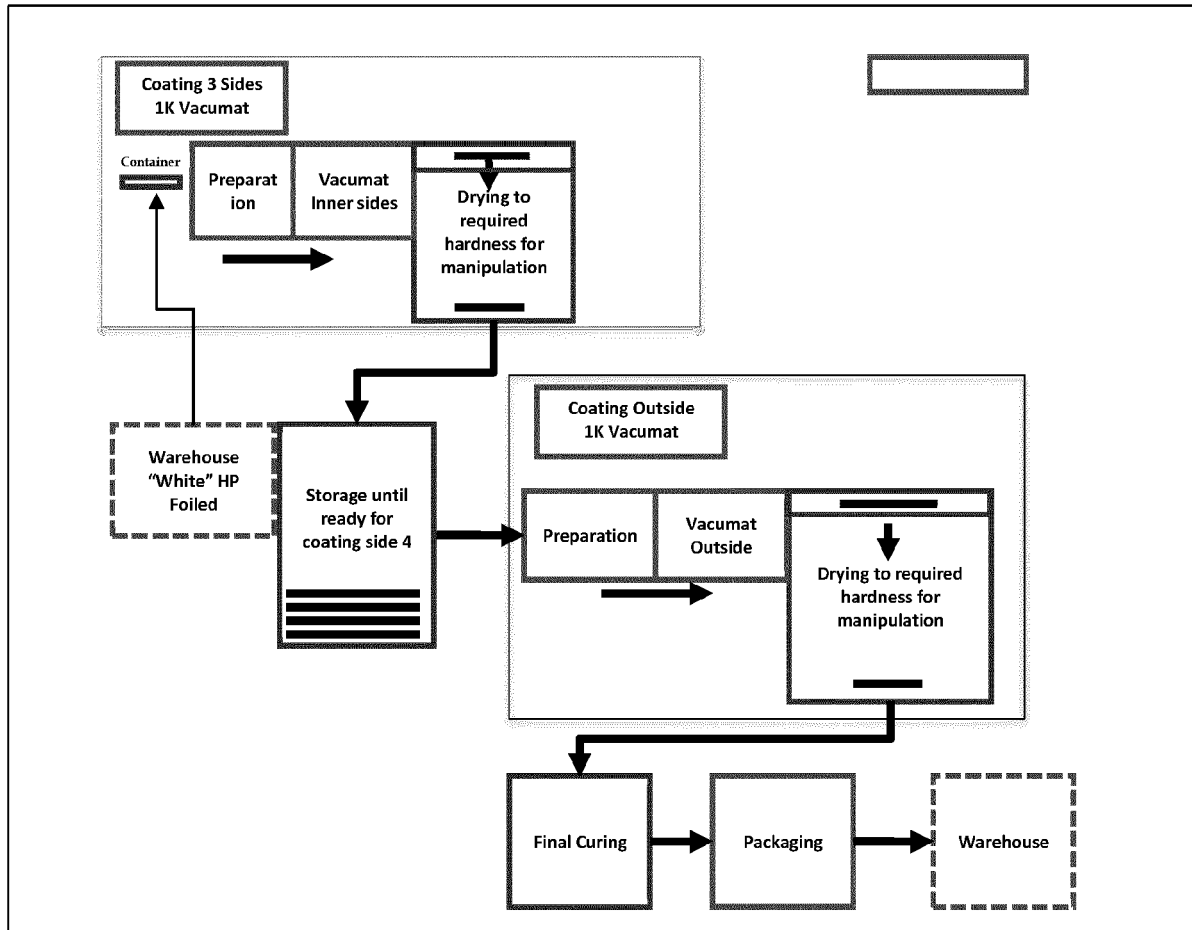 Coating 3 Sides
1K Vacumat
Container
Preparat
ion
Vacumat
Inner sides
Drying to
required
hardness for
manipulation
Warehouse
“White” HP
Foiled
Storage until
ready for
coating side 4
Coating Outside
1K Vacumat
Preparation
Vacumat
Outside
Drying to required
hardness for
manipulation
Final Curing
Packaging
Warehouse